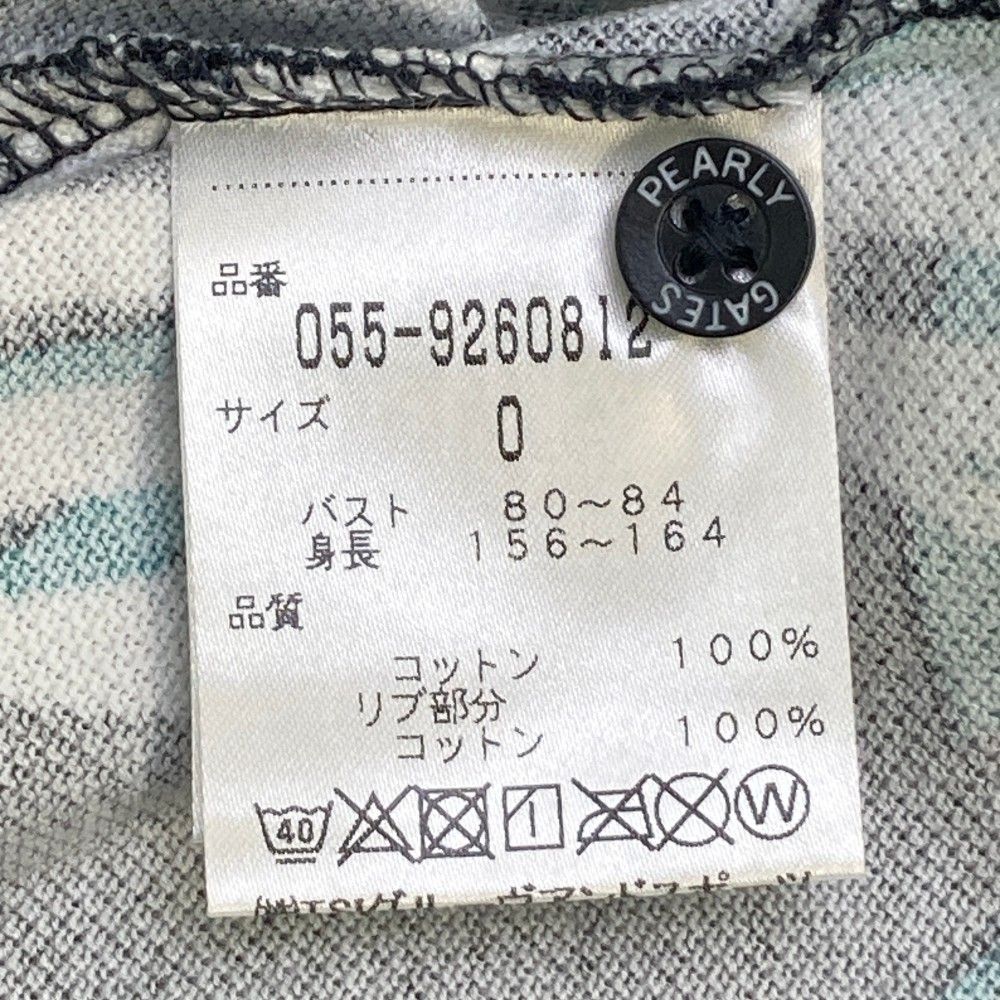 PEARLY
GATES
品番
055-9260812
サイズ
0
バスト 80~84
身長 156~164
品質
コットン 100%
リブ部分
コットン 100%
40
W